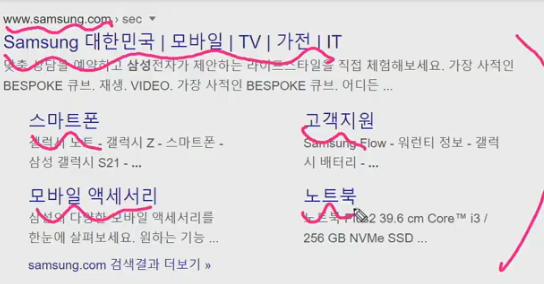 www.samsung.com › sec
Samsung 대한민국 | 모바일 | TV | 가전 | IT
맞춤 상담을 예약하고 삼성전자가 제안하는 라이프스타일을 직접 체험해보세요. 가장 사적인
BESPOKE 큐브. 재생. VIDEO. 가장 사적인 BESPOKE 큐브. 어디든 ...
스마트폰
갤럭시 노트 - 갤럭시 Z - 스마트폰 -
삼성 갤럭시 S21 - ...
고객지원
Samsung Flow - 워런티 정보 - 갤럭
시 배터리 - ...
모바일 액세서리
삼성의 다양한 모바일 액세서리를
한눈에 살펴보세요. 원하는 기능 ...
노트북
노트북 Plus2 39.6 cm Core™ i3 /
256 GB NVMe SSD ...
samsung.com 검색결과 더보기 »